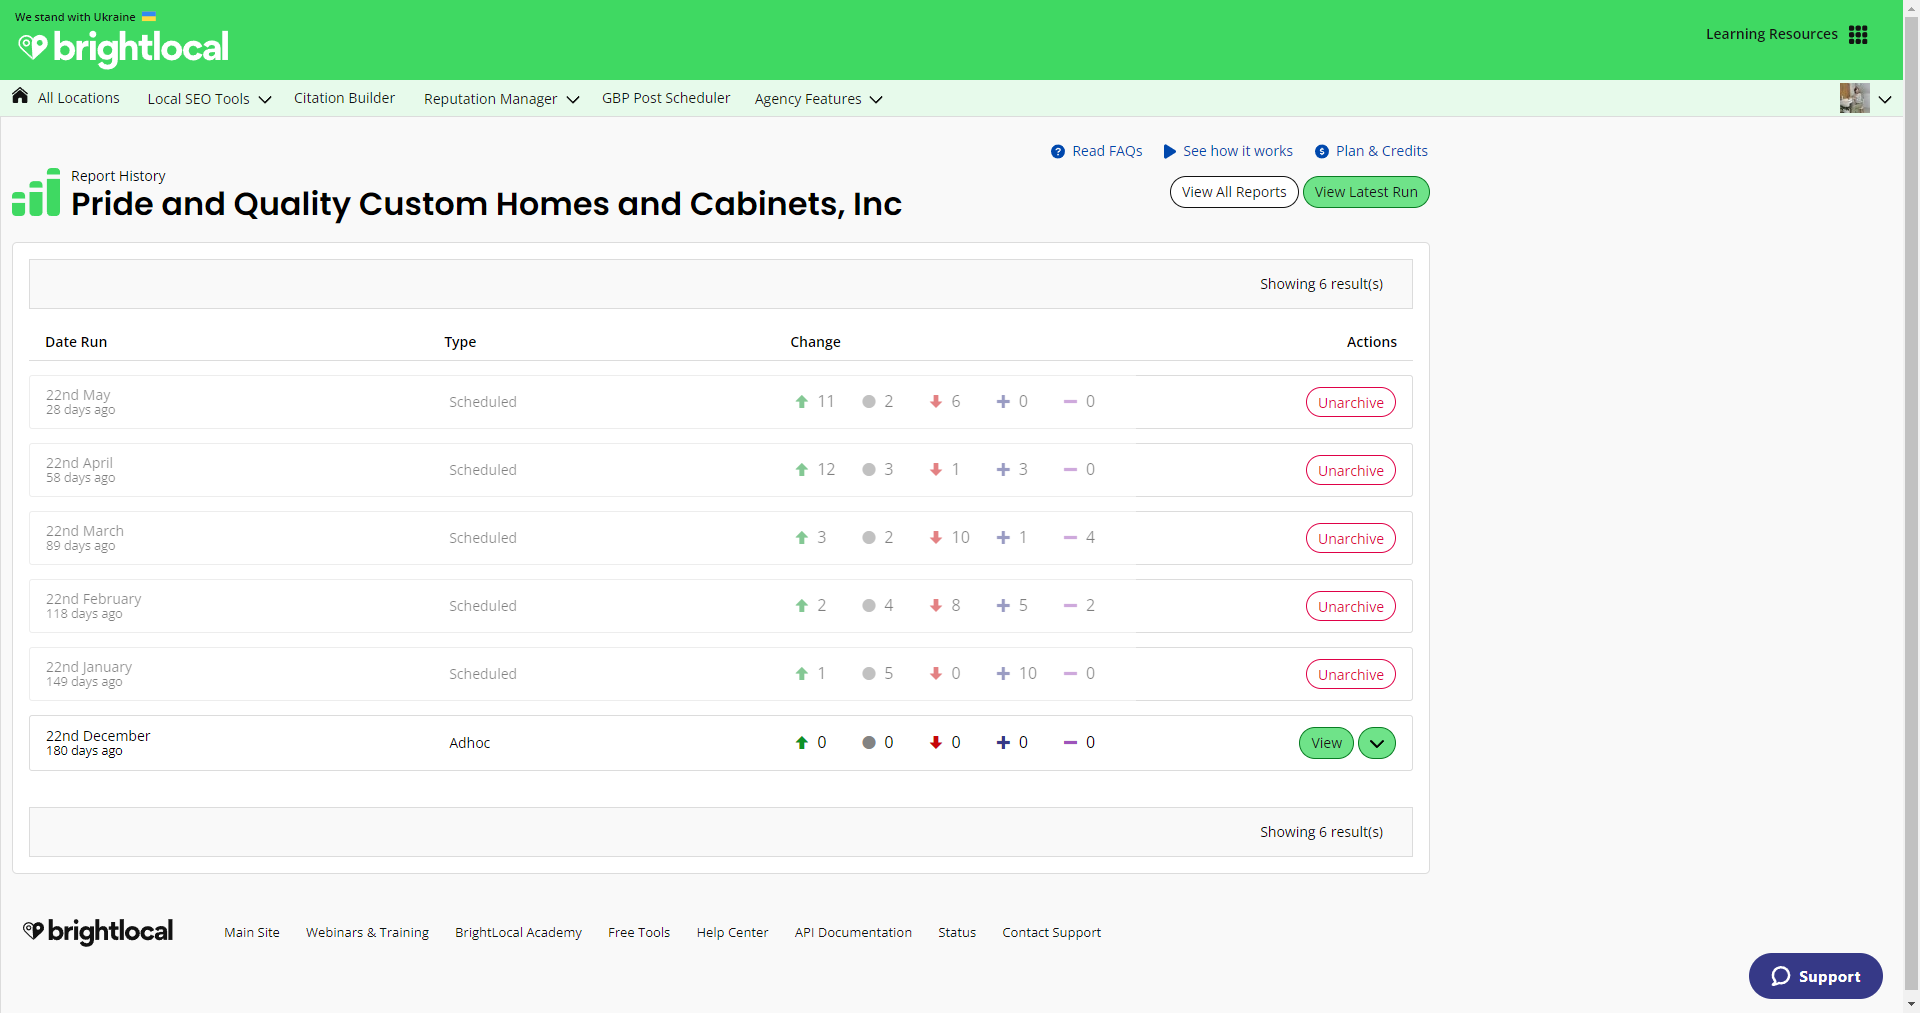 We stand with Ukraine
brightlocal
Learning Resources
All Locations
Local SEO Tools
Citation Builder
Reputation Manager
GBP Post Scheduler
Agency Features
Read FAQs
See how it works
Plan & Credits
Report History
Pride and Quality Custom Homes and Cabinets, Inc
View All Reports
View Latest Run
Showing 6 result(s)
Date Run Type Change Actions
22nd May
28 days ago
Scheduled 11 2 6 0 0 Unarchive
22nd April
58 days ago
Scheduled 12 3 1 3 0 Unarchive
22nd March
89 days ago
Scheduled 3 2 10 1 4 Unarchive
22nd February
118 days ago
Scheduled 2 4 8 5 2 Unarchive
22nd January
149 days ago
Scheduled 1 5 0 10 0 Unarchive
22nd December
180 days ago
Adhoc 0 0 0 0 0 View
Showing 6 result(s)
brightlocal
Main Site
Webinars & Training
BrightLocal Academy
Free Tools
Help Center
API Documentation
Status
Contact Support
Support